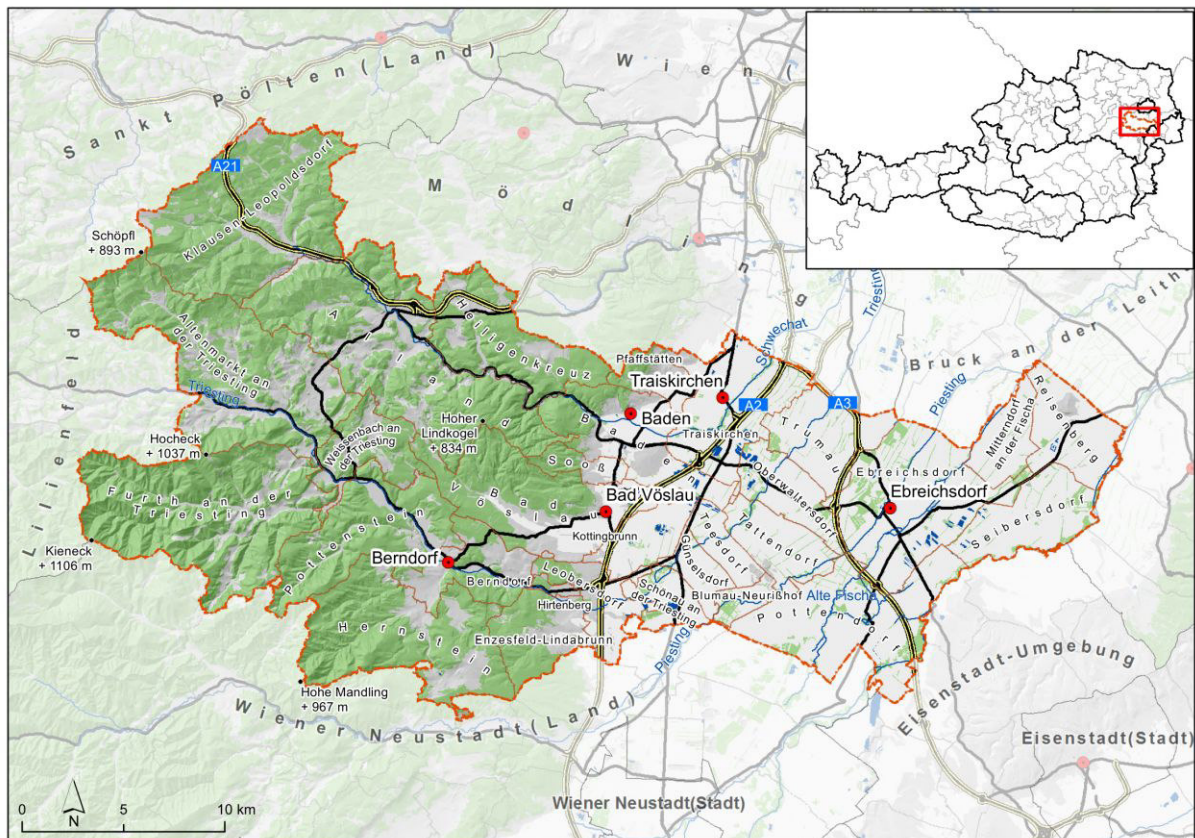 Sankt Pölten(Land)
Wien(
A21
Klausen-Leopoldsdorf
Mödling
Schöpfl
+ 893 m
Lilienfeld
Altenmarkt an
der Triesting
Alland
Heiligenkreuz
Pfaffstätten
Schwechat
Triesting
Bruck an der Leitha
Piesting
Reisenberg
Mitterndorf
an der Fischa
Traiskirchen
A2
A3
Baden
Baden
Traiskirchen
Trumau
Triesting
Hocheck
+ 1037 m
Weissenbach an
der Triesting
Hoher
Lindkogel
+ 834 m
Sooß
Oberwaltersdorf
Ebreichsdorf
Ebreichsdorf
Furth an der
Triesting
Bad
Vöslau
Bad Vöslau
Kottingbrunn
Seibersdorf
Kieneck
+ 1106 m
Pottenstein
Berndorf
Berndorf
Leobersdorf
Günselsdorf
Teesdorf
Tattendorf
Hirtenberg
Schönau an
der Triesting
Blumau-Neurißhof
Alte Fischa
Pottendorf
Hernstein
Enzesfeld-Lindabrunn
Piesting
Eisenstadt-Umgebung
Hohe Mandling
+ 967 m
Wiener Neustadt(Land)
Eisenstadt(Stadt)
Wiener Neustadt(Stadt)
0 5 10 km
N